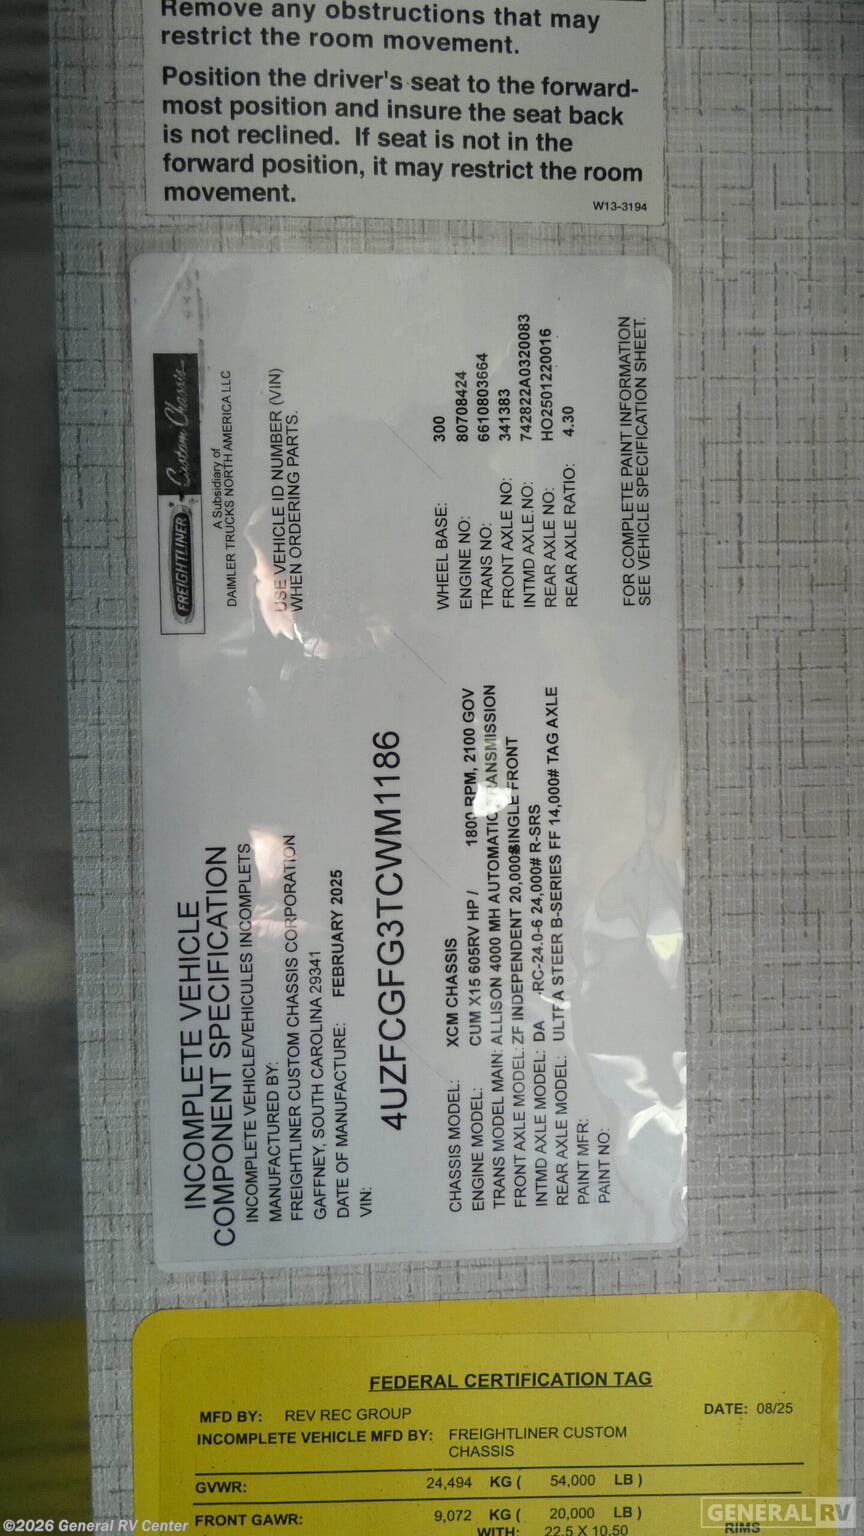 Remove any obstructions that may
restrict the room movement.
Position the driver's seat to the forward-
most position and insure the seat back
is not reclined. If seat is not in the
forward position, it may restrict the room
movement.
W13-3194
INCOMPLETE VEHICLE
COMPONENT SPECIFICATION
INCOMPLETE VEHICLE/VEHICULES INCOMPLETS
MANUFACTURED BY:
FREIGHTLINER CUSTOM CHASSIS CORPORATION
GAFFNEY, SOUTH CAROLINA 29341
DATE OF MANUFACTURE: FEBRUARY 2025
VIN: 4UZFCGFG3TCWM1186
FREIGHTLINER Custom Chassis
A Subsidiary of
DAIMLER TRUCKS NORTH AMERICA LLC
USE VEHICLE ID NUMBER (VIN)
WHEN ORDERING PARTS.
CHASSIS MODEL: XCM CHASSIS
ENGINE MODEL: CUM X15 605RV HP / 1800 RPM, 2100 GOV
TRANS MODEL MAIN: ALLISON 4000 MH AUTOMATIC TRANSMISSION
FRONT AXLE MODEL: ZF INDEPENDENT 20,000# SINGLE FRONT
INTMD AXLE MODEL: DA RC-24.0-6 24,000# R-SRS
REAR AXLE MODEL: ULTRA STEER B-SERIES FF 14,000# TAG AXLE
PAINT MFR:
PAINT NO:
WHEEL BASE: 300
ENGINE NO: 80708424
TRANS NO: 6610803664
FRONT AXLE NO: 341383
INTMD AXLE NO: 742822A0320083
REAR AXLE NO: HO2501220016
REAR AXLE RATIO: 4.30
FOR COMPLETE PAINT INFORMATION
SEE VEHICLE SPECIFICATION SHEET.
FEDERAL CERTIFICATION TAG
MFD BY: REV REC GROUP DATE: 08/25
INCOMPLETE VEHICLE MFD BY: FREIGHTLINER CUSTOM
CHASSIS
GVWR: 24,494 KG ( 54,000 LB )
FRONT GAWR: 9,072 KG ( 20,000 LB )
WITH: 22.5 X 10.50 RIMS
GENERAL RV
©2026 General RV Center